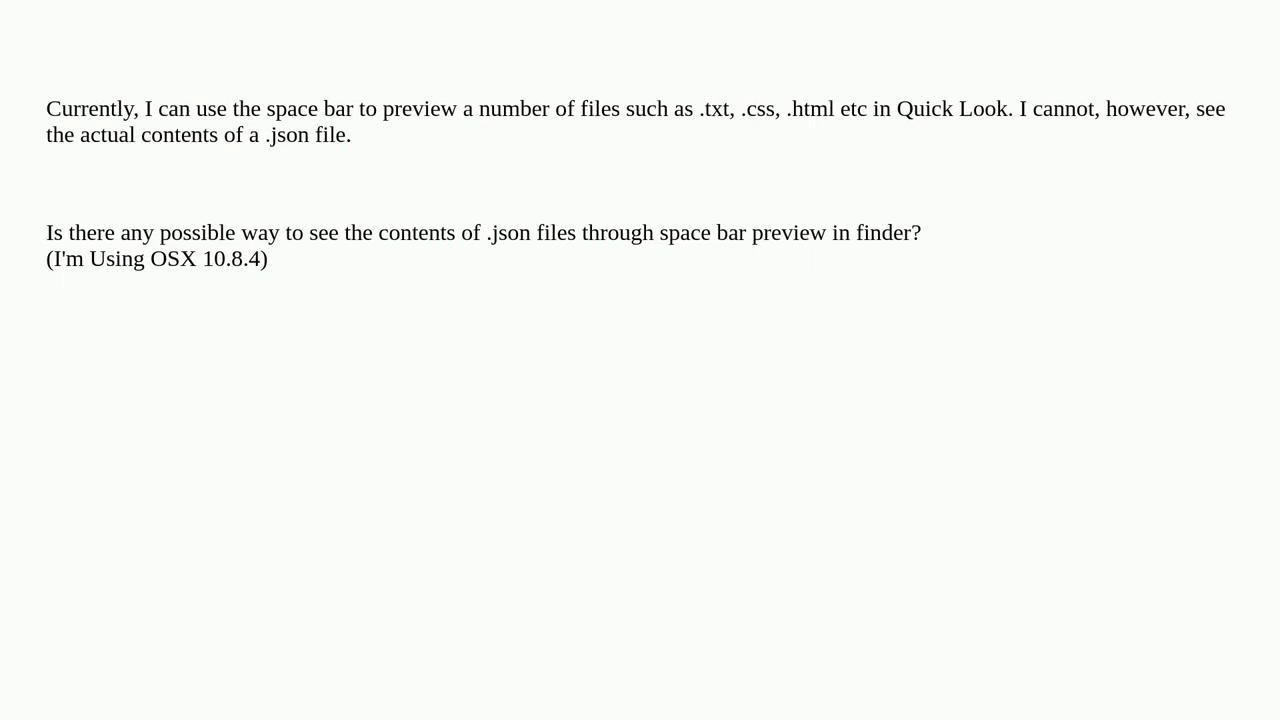 Currently, I can use the space bar to preview a number of files such as .txt, .css, .html etc in Quick Look. I cannot, however, see
the actual contents of a .json file.
Is there any possible way to see the contents of .json files through space bar preview in finder?
(I'm Using OSX 10.8.4)